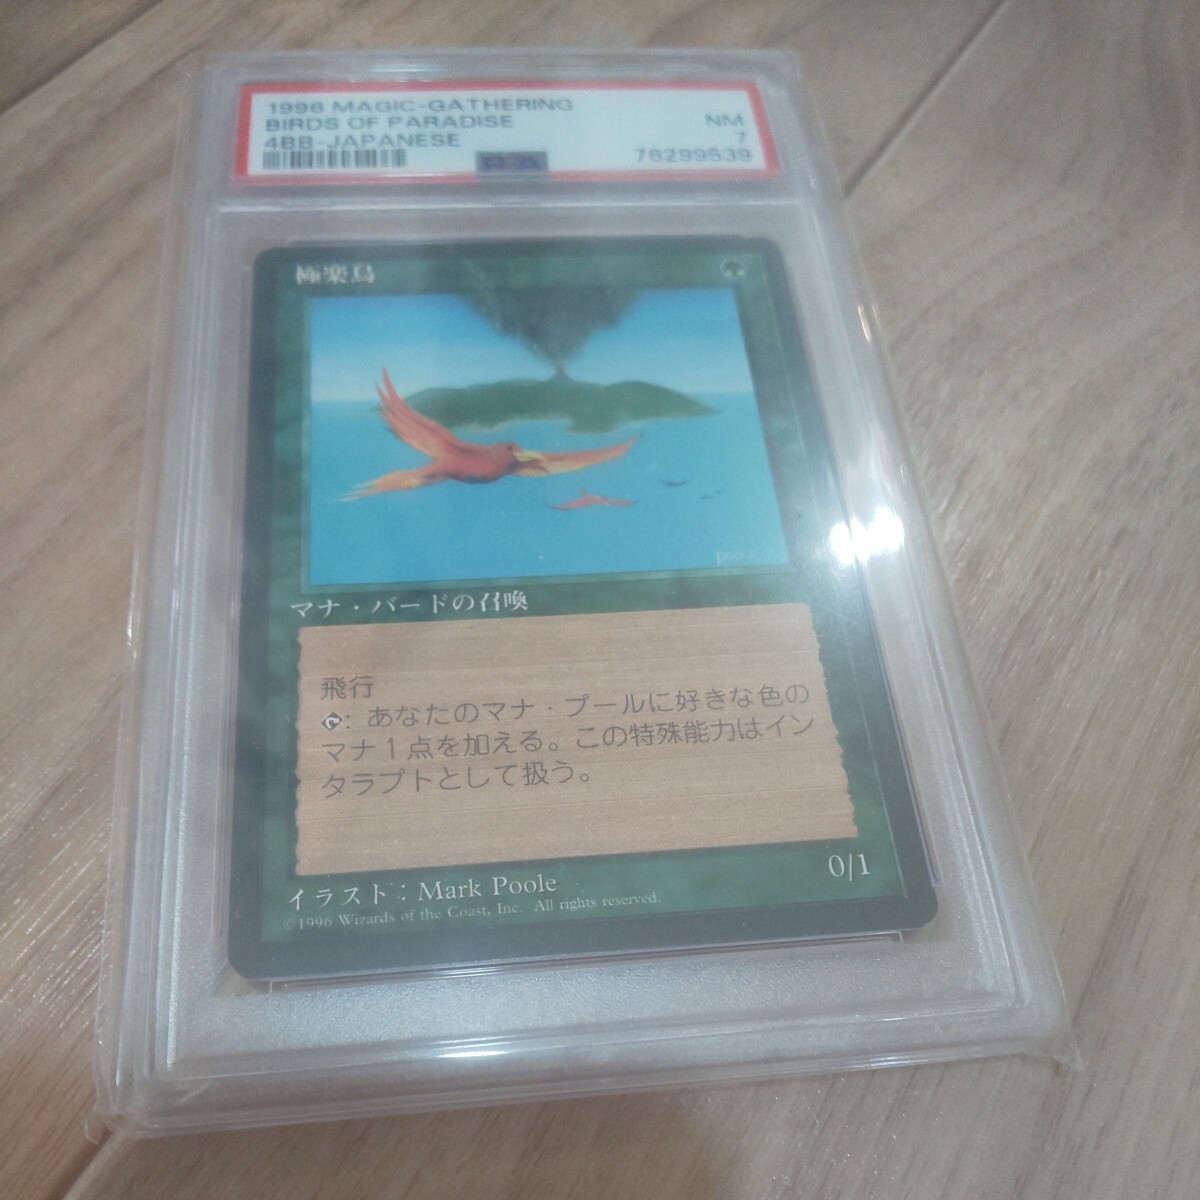 1996 MAGIC-GATHERING
BIRDS OF PARADISE
NM
4BB-JAPANESE
7
PSA
76299539
極楽鳥
マナ・バードの召喚
飛行
: あなたのマナ・プールに好きな色の
マナ1点を加える。この特殊能力はイン
タラプトとして扱う。
0/1
イラスト:Mark Poole
©1996 Wizards of the Coast, Inc. All rights reserved.